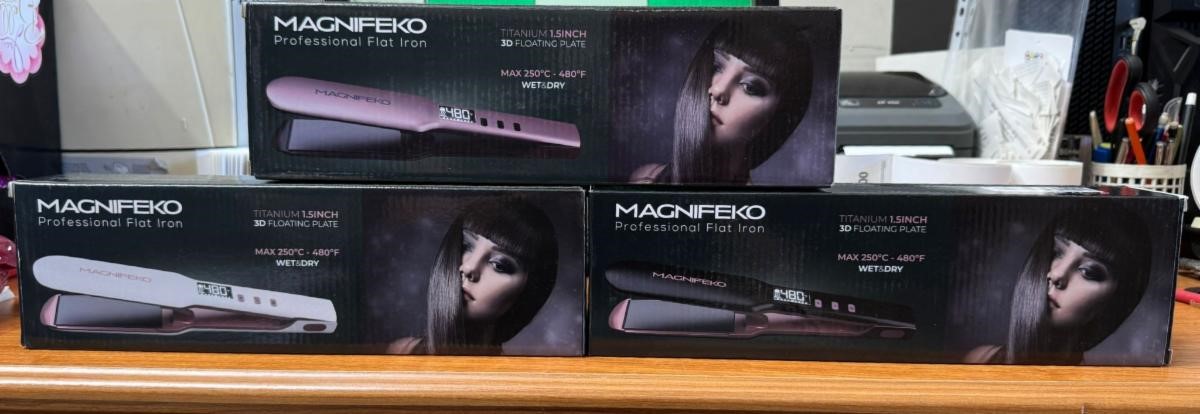 MAGNIFEKO
Professional Flat Iron
TITANIUM 1.5INCH
3D FLOATING PLATE
MAX 250°C - 480°F
WET&DRY
MAGNIFEKO
480
MAGNIFEKO
Professional Flat Iron
TITANIUM 1.5INCH
3D FLOATING PLATE
MAX 250°C - 480°F
WET&DRY
MAGNIFEKO
480
MAGNIFEKO
Professional Flat Iron
TITANIUM 1.5INCH
3D FLOATING PLATE
MAX 250°C - 480°F
WET&DRY
MAGNIFEKO
480